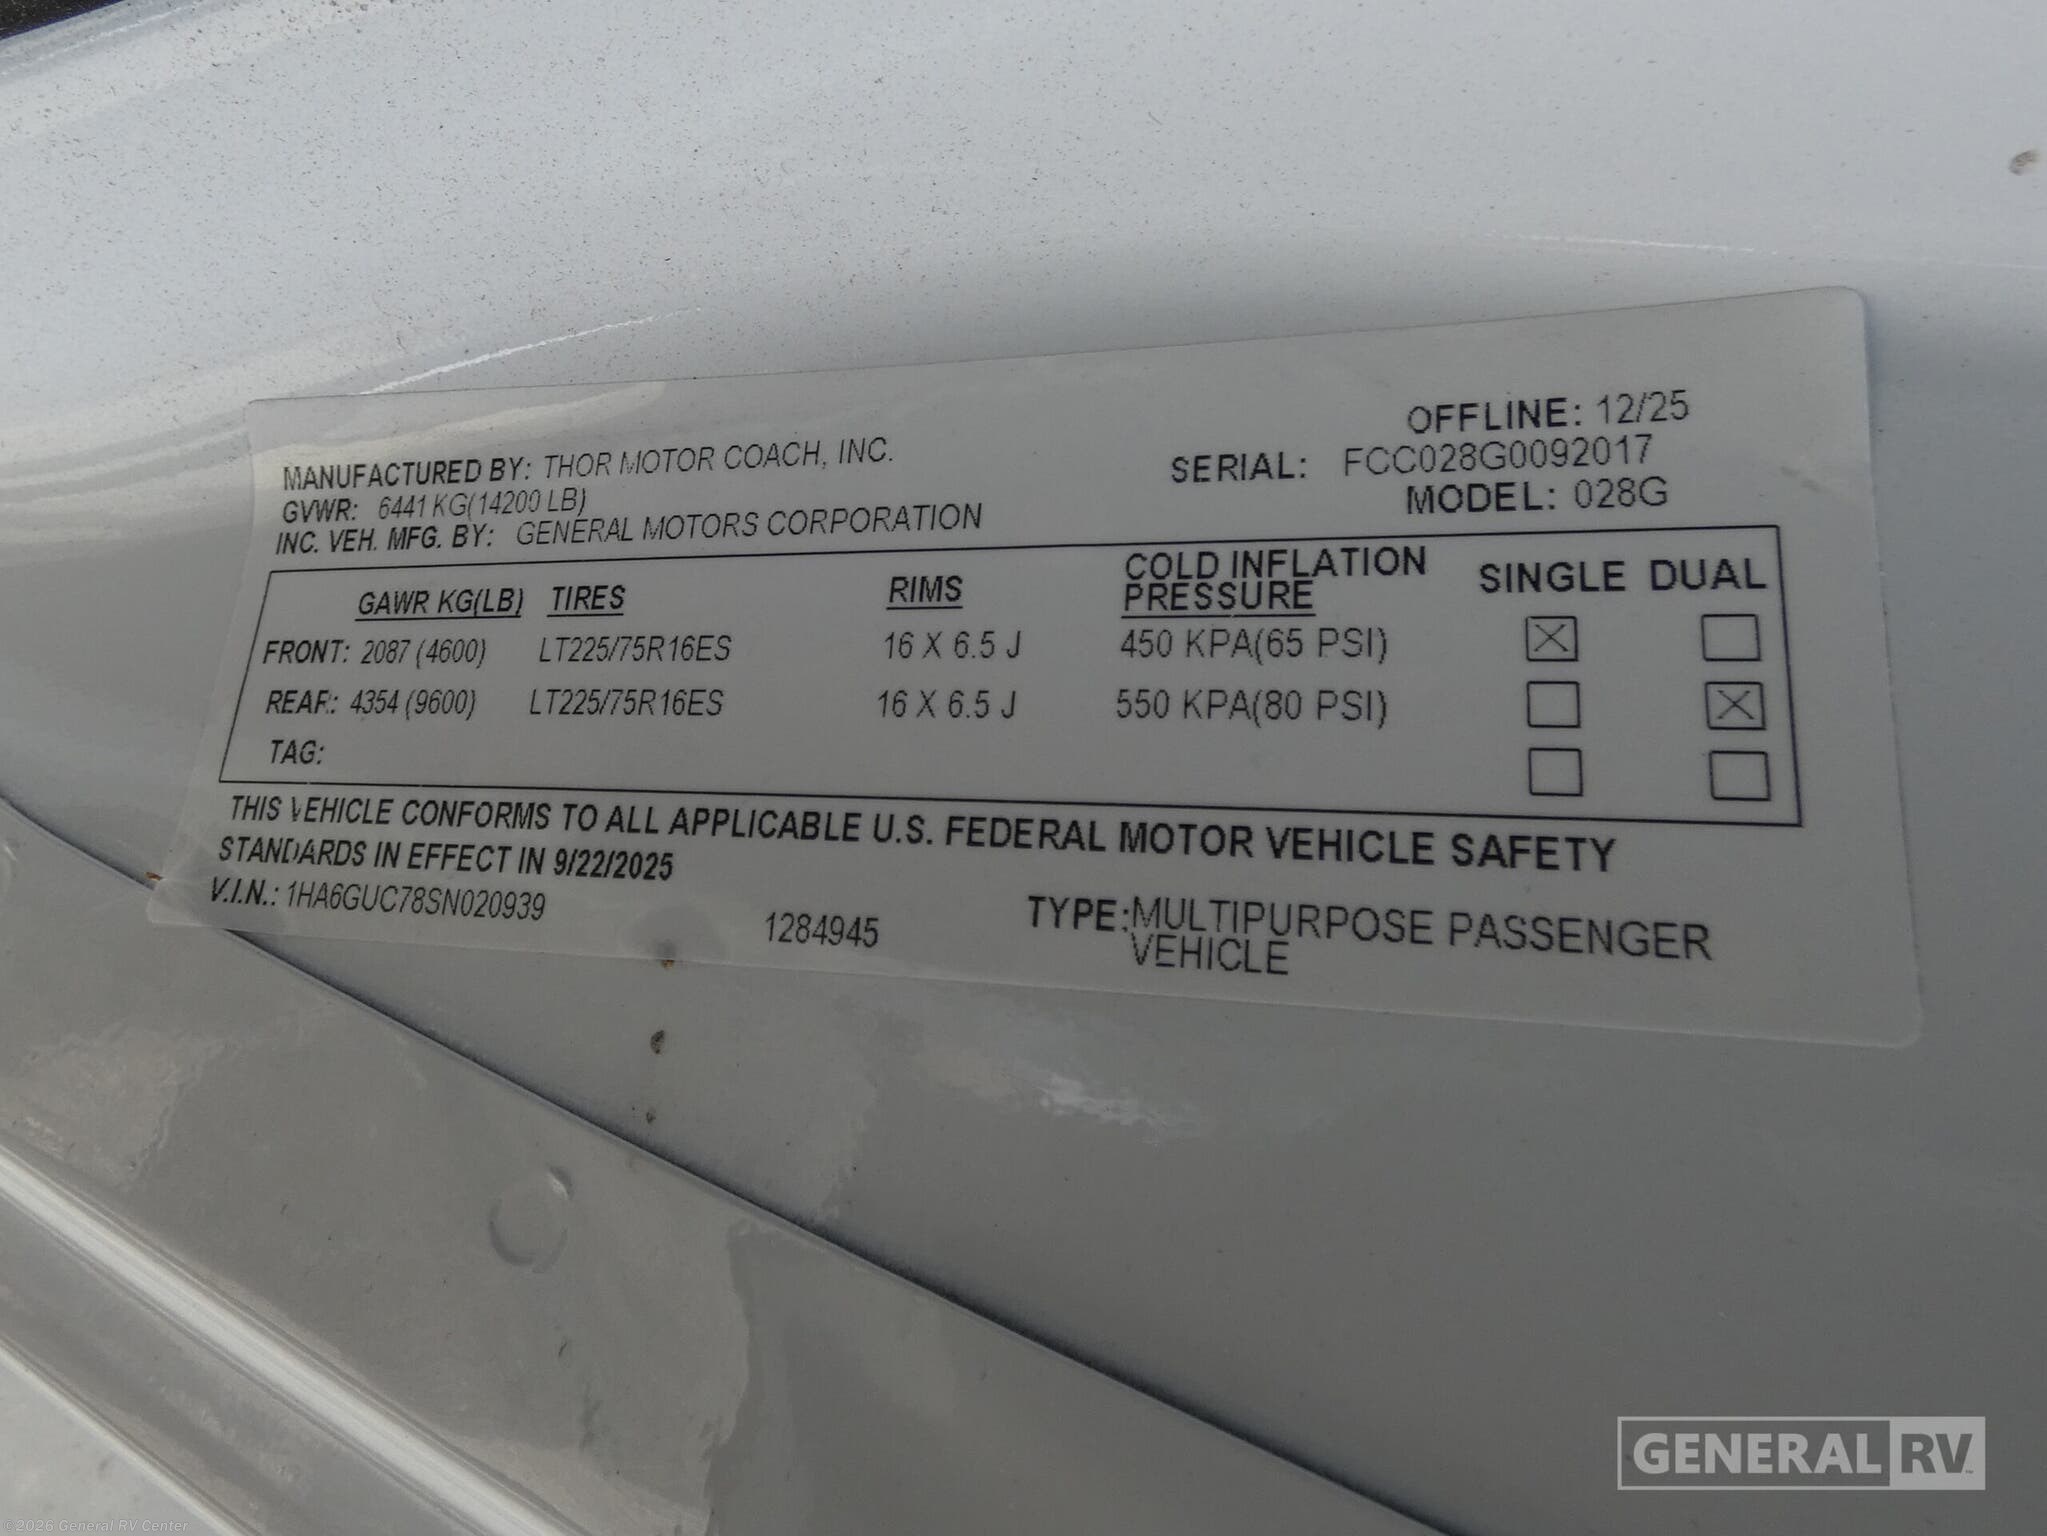 OFFLINE: 12/25
MANUFACTURED BY: THOR MOTOR COACH, INC.
SERIAL: FCC028G0092017
GVWR: 6441 KG(14200 LB)
MODEL: 028G
INC. VEH. MFG. BY: GENERAL MOTORS CORPORATION
GAWR KG(LB) TIRES RIMS COLD INFLATION PRESSURE SINGLE DUAL
FRONT: 2087 (4600) LT225/75R16ES 16 X 6.5 J 450 KPA(65 PSI)
REAR: 4354 (9600) LT225/75R16ES 16 X 6.5 J 550 KPA(80 PSI)
TAG:
THIS VEHICLE CONFORMS TO ALL APPLICABLE U.S. FEDERAL MOTOR VEHICLE SAFETY
STANDARDS IN EFFECT IN 9/22/2025
V.I.N.: 1HA6GUC78SN020939
1284945
TYPE: MULTIPURPOSE PASSENGER
VEHICLE
GENERAL RV
©2026 General RV Center